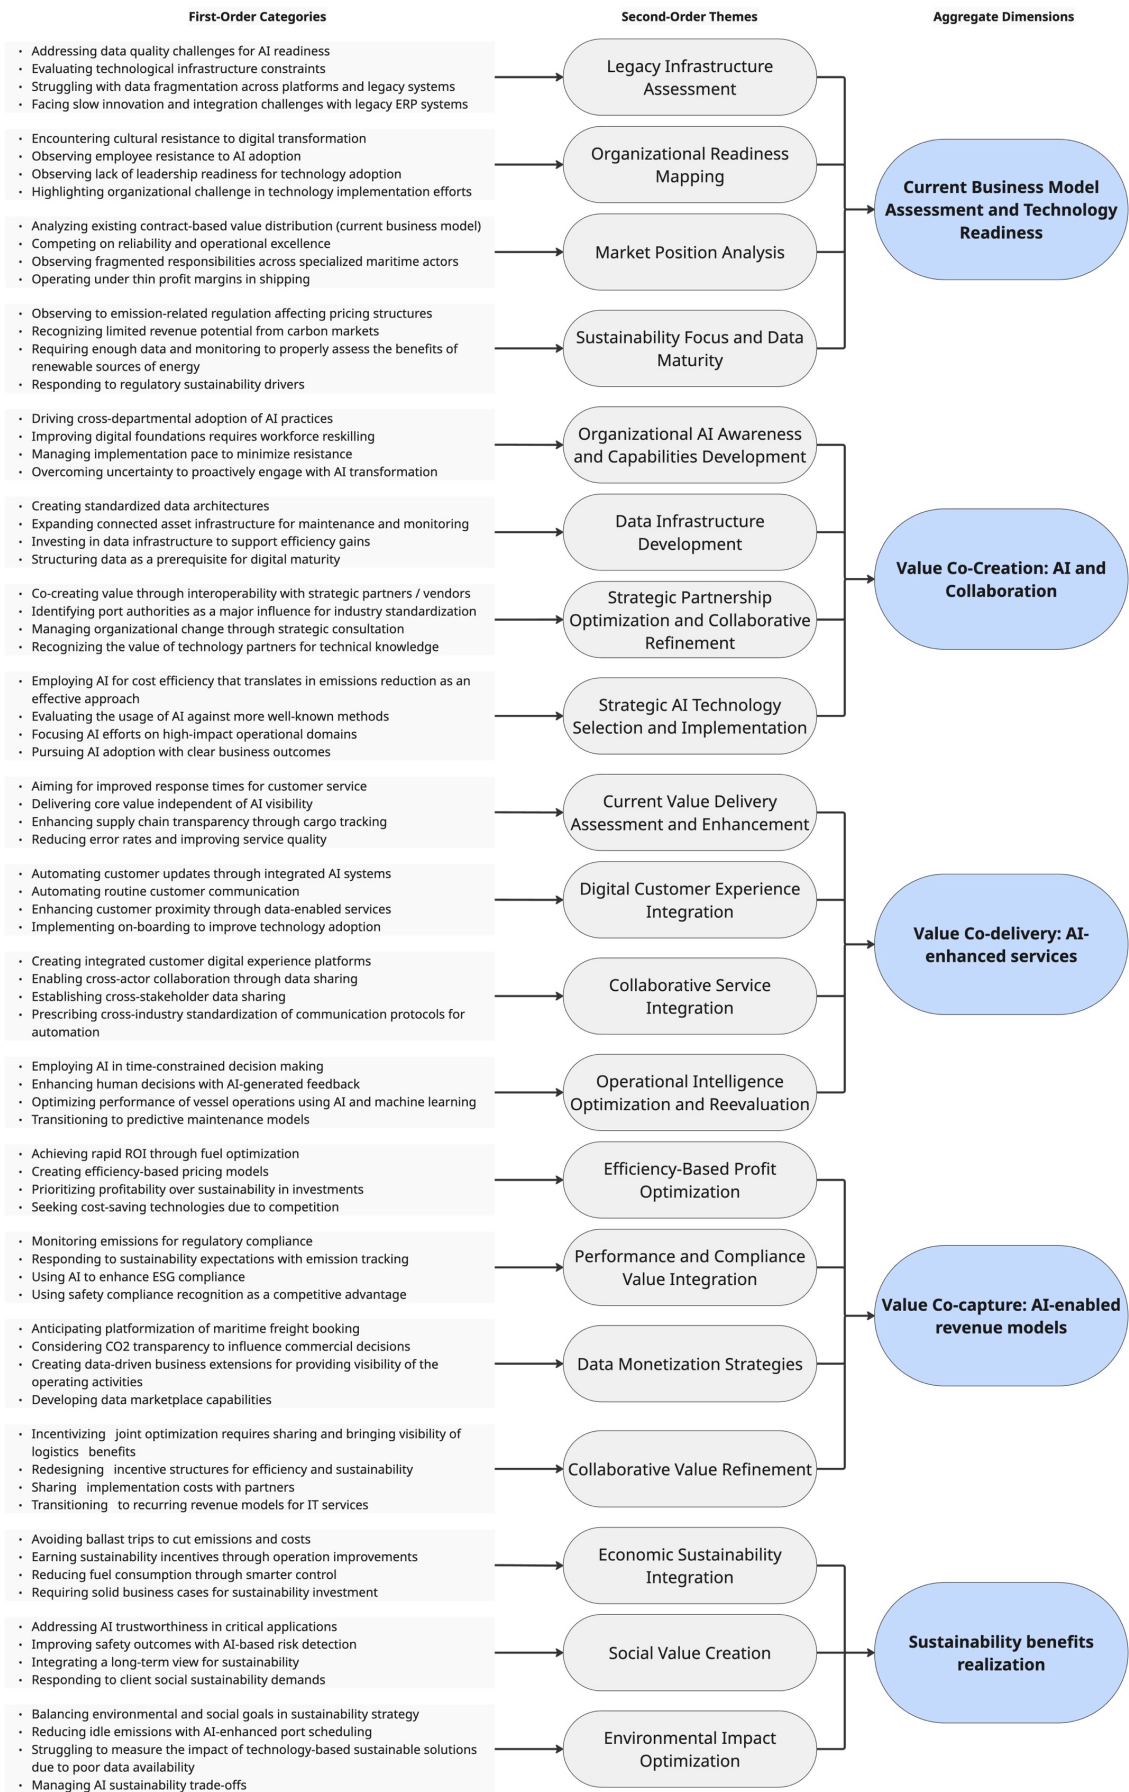 First-Order Categories
Second-Order Themes
Aggregate Dimensions
• Addressing data quality challenges for AI readiness
• Evaluating technological infrastructure constraints
• Struggling with data fragmentation across platforms and legacy systems
• Facing slow innovation and integration challenges with legacy ERP systems
Legacy Infrastructure
Assessment
• Encountering cultural resistance to digital transformation
• Observing employee resistance to AI adoption
• Observing lack of leadership readiness for technology adoption
• Highlighting organizational challenge in technology implementation efforts
Organizational Readiness
Mapping
• Analyzing existing contract-based value distribution (current business model)
• Competing on reliability and operational excellence
• Observing fragmented responsibilities across specialized maritime actors
• Operating under thin profit margins in shipping
Market Position Analysis
• Observing to emission-related regulation affecting pricing structures
• Recognizing limited revenue potential from carbon markets
• Requiring enough data and monitoring to properly assess the benefits of
renewable sources of energy
• Responding to regulatory sustainability drivers
Sustainability Focus and Data
Maturity
Current Business Model
Assessment and Technology
Readiness
• Driving cross-departmental adoption of AI practices
• Improving digital foundations requires workforce reskilling
• Managing implementation pace to minimize resistance
• Overcoming uncertainty to proactively engage with AI transformation
Organizational AI Awareness
and Capabilities Development
• Creating standardized data architectures
• Expanding connected asset infrastructure for maintenance and monitoring
• Investing in data infrastructure to support efficiency gains
• Structuring data as a prerequisite for digital maturity
Data Infrastructure
Development
• Co-creating value through interoperability with strategic partners / vendors
• Identifying port authorities as a major influence for industry standardization
• Managing organizational change through strategic consultation
• Recognizing the value of technology partners for technical knowledge
Strategic Partnership
Optimization and Collaborative
Refinement
• Employing AI for cost efficiency that translates in emissions reduction as an
effective approach
• Evaluating the usage of AI against more well-known methods
• Focusing AI efforts on high-impact operational domains
• Pursuing AI adoption with clear business outcomes
Strategic AI Technology
Selection and Implementation
Value Co-Creation: AI and
Collaboration
• Aiming for improved response times for customer service
• Delivering core value independent of AI visibility
• Enhancing supply chain transparency through cargo tracking
• Reducing error rates and improving service quality
Current Value Delivery
Assessment and Enhancement
• Automating customer updates through integrated AI systems
• Automating routine customer communication
• Enhancing customer proximity through data-enabled services
• Implementing on-boarding to improve technology adoption
Digital Customer Experience
Integration
• Creating integrated customer digital experience platforms
• Enabling cross-actor collaboration through data sharing
• Establishing cross-stakeholder data sharing
• Prescribing cross-industry standardization of communication protocols for
automation
Collaborative Service
Integration
• Employing AI in time-constrained decision making
• Enhancing human decisions with AI-generated feedback
• Optimizing performance of vessel operations using AI and machine learning
• Transitioning to predictive maintenance models
Operational Intelligence
Optimization and Reevaluation
Value Co-delivery: AI-
enhanced services
• Achieving rapid ROI through fuel optimization
• Creating efficiency-based pricing models
• Prioritizing profitability over sustainability in investments
• Seeking cost-saving technologies due to competition
Efficiency-Based Profit
Optimization
• Monitoring emissions for regulatory compliance
• Responding to sustainability expectations with emission tracking
• Using AI to enhance ESG compliance
• Using safety compliance recognition as a competitive advantage
Performance and Compliance
Value Integration
• Anticipating platformization of maritime freight booking
• Considering CO2 transparency to influence commercial decisions
• Creating data-driven business extensions for providing visibility of the
operating activities
• Developing data marketplace capabilities
Data Monetization Strategies
• Incentivizing joint optimization requires sharing and bringing visibility of
logistics benefits
• Redesigning incentive structures for efficiency and sustainability
• Sharing implementation costs with partners
• Transitioning to recurring revenue models for IT services
Collaborative Value Refinement
Value Co-capture: AI-enabled
revenue models
• Avoiding ballast trips to cut emissions and costs
• Earning sustainability incentives through operation improvements
• Reducing fuel consumption through smarter control
• Requiring solid business cases for sustainability investment
Economic Sustainability
Integration
• Addressing AI trustworthiness in critical applications
• Improving safety outcomes with AI-based risk detection
• Integrating a long-term view for sustainability
• Responding to client social sustainability demands
Social Value Creation
• Balancing environmental and social goals in sustainability strategy
• Reducing idle emissions with AI-enhanced port scheduling
• Struggling to measure the impact of technology-based sustainable solutions
due to poor data availability
• Managing AI sustainability trade-offs
Environmental Impact
Optimization
Sustainability benefits
realization